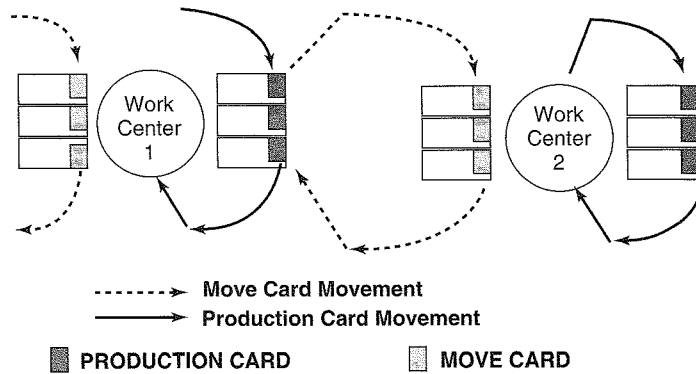 Work
Center
1
Work
Center
2
Move Card Movement
Production Card Movement
PRODUCTION CARD
MOVE CARD